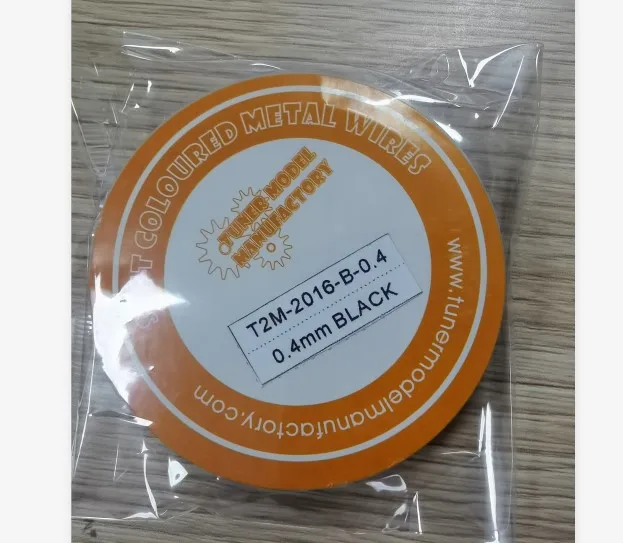 COLOURED METAL WIRES
TUNER MODEL
MANUFACTORY
T2M-2016-B-0.4
0.4mm BLACK
www.tunermodelmanufactory.com